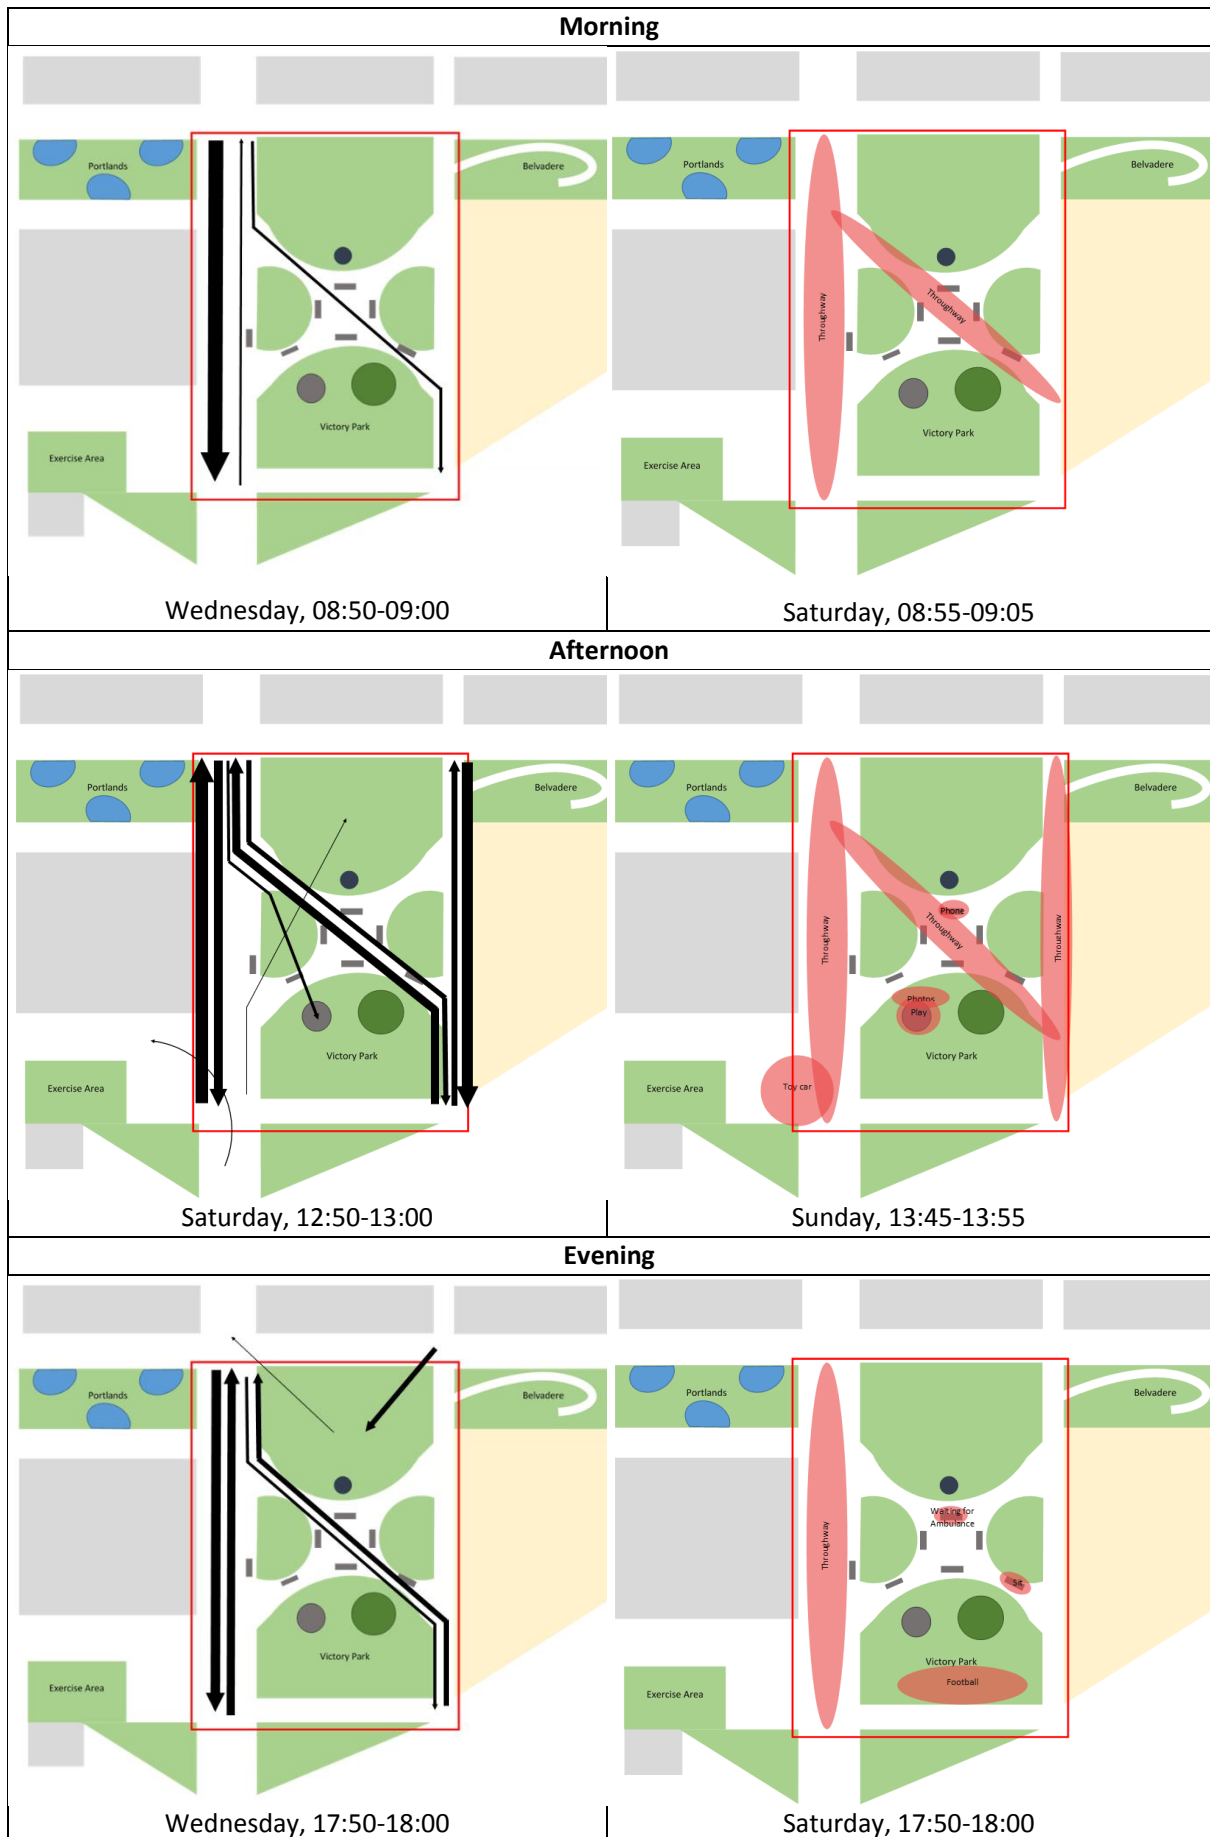 Morning
Portlands
Belvadere
Victory Park
Exercise Area
Wednesday, 08:50-09:00
Portlands
Belvadere
Throughway
Throughway
Victory Park
Exercise Area
Saturday, 08:55-09:05
Afternoon
Portlands
Belvadere
Victory Park
Exercise Area
Saturday, 12:50-13:00
Portlands
Belvadere
Phone
Throughway
Throughway
Throughway
Photos
Play
Victory Park
Toy car
Exercise Area
Sunday, 13:45-13:55
Evening
Portlands
Belvadere
Victory Park
Exercise Area
Wednesday, 17:50-18:00
Portlands
Belvadere
Waiting for
Ambulance
Throughway
Sit
Victory Park
Football
Exercise Area
Saturday, 17:50-18:00